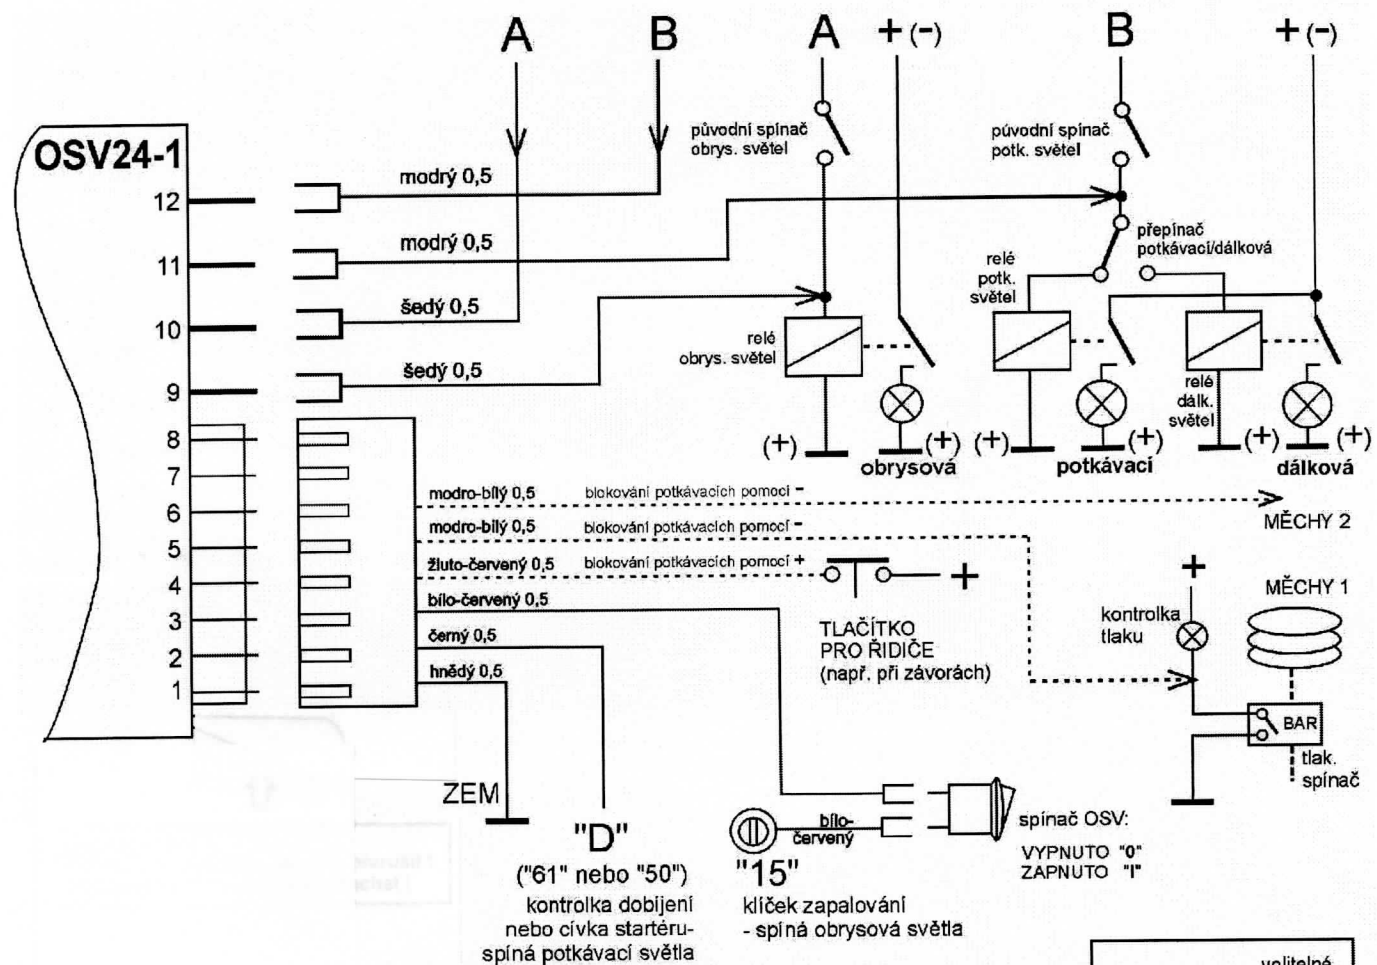 A B A + (-) B + (-)
OSV24-1
12
11
10
9
8
7
6
5
4
3
2
1
modrý 0,5
modrý 0,5
šedý 0,5
šedý 0,5
původní spínač
obrys. světel
původní spínač
potk. světel
přepínač
potkávací/dálková
relé
potk.
světel
relé
obrys. světel
relé
dálk.
světel
(+) (+) (+) (+) (+) (+)
obrysová
potkávací
dálková
modro-bílý 0,5 blokování potkávacích pomocí -
modro-bílý 0,5 blokování potkávacích pomocí -
žluto-červený 0,5 blokování potkávacích pomocí +
bílo-červený 0,5
černý 0,5
hnědý 0,5
+
TLAČÍTKO
PRO ŘIDIČE
(např. při závorách)
MĚCHY 2
+
MĚCHY 1
kontrolka
tlaku
BAR
tlak.
spínač
ZEM
"D"
("61" nebo "50")
kontrolka dobíjení
nebo cívka startéru-
spíná potkávací světla
bílo-
červený
"15"
klíček zapalování
- spíná obrysová světla
spínač OSV:
VYPNUTO "0"
ZAPNUTO "I"
volitelné